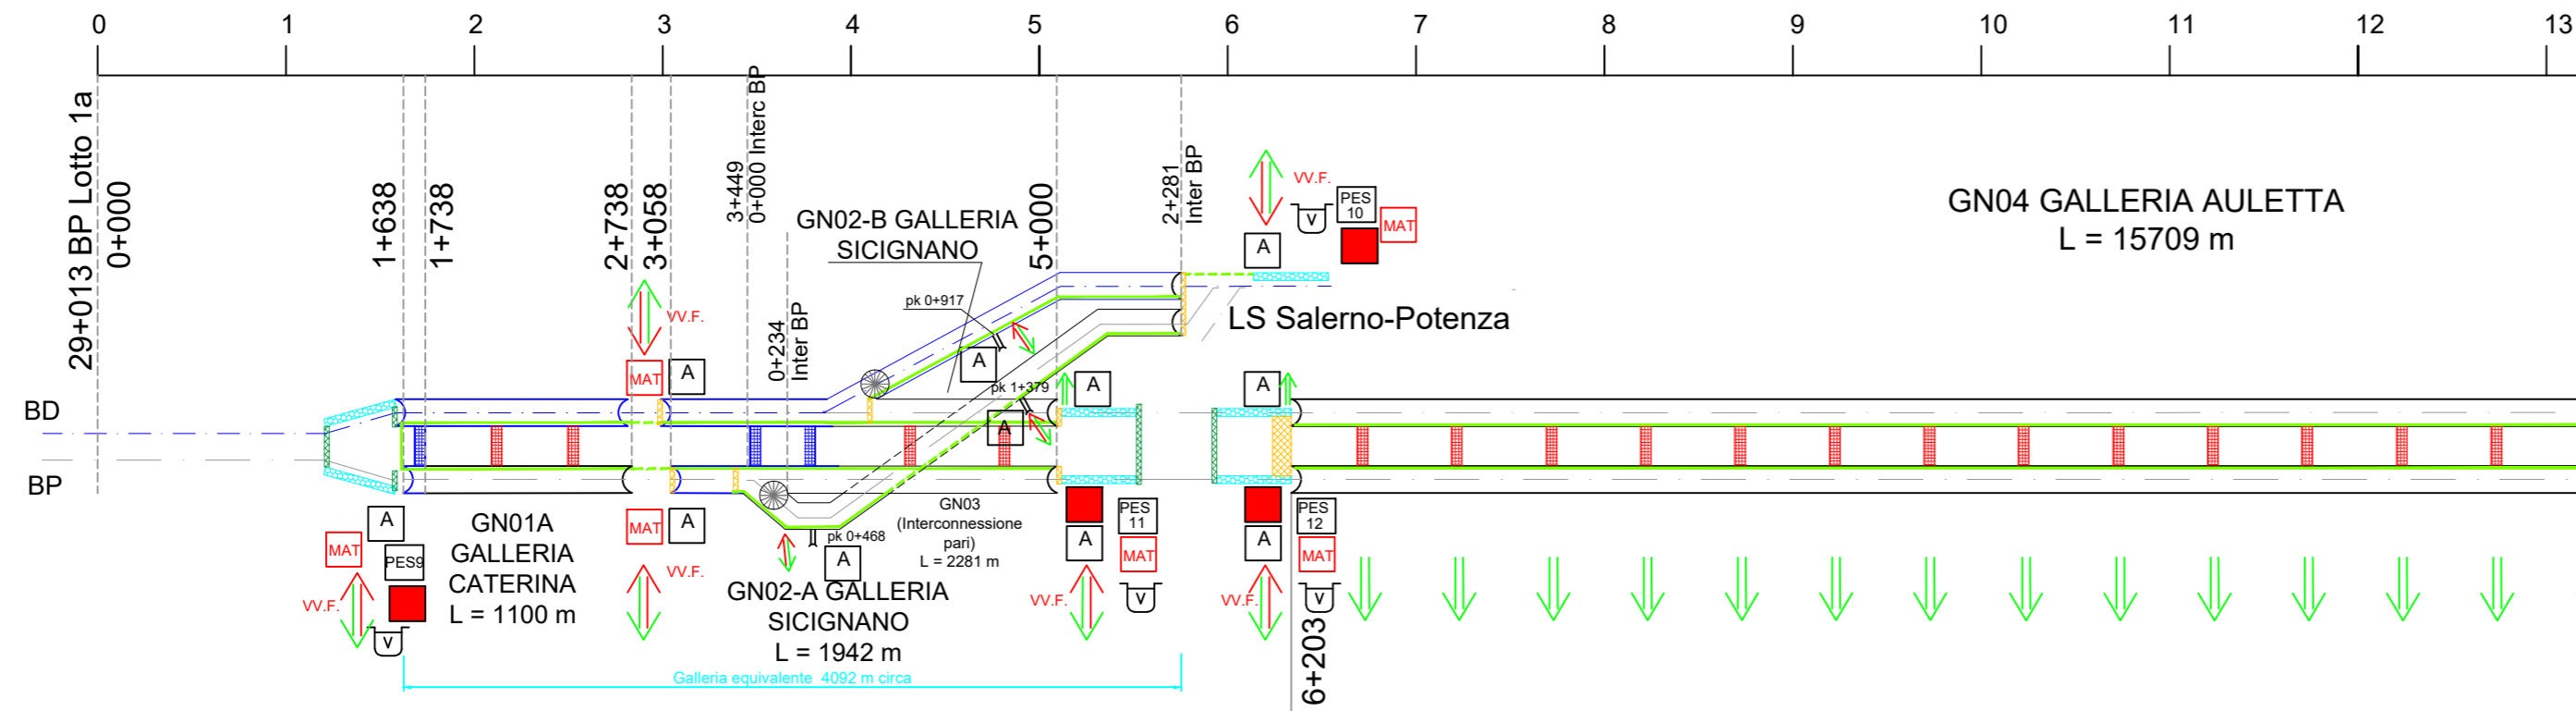 0 1 2 3 4 5 6 7 8 9 10 11 12 13
29+013 BP Lotto 1a
0+000
1+638
1+738
2+738
3+058
3+449
0+000 Interc BP
0+234
Inter BP
5+000
2+281
Inter BP
GN02-B GALLERIA
SICIGNANO
pk 0+917
pk 1+379
VV.F.
MAT
A
VV.F.
V
PES
10
MAT
A
GN04 GALLERIA AULETTA
L = 15709 m
LS Salerno-Potenza
A
A
A
A
BD
BP
A
MAT
PES9
VV.F.
V
GN01A
GALLERIA
CATERINA
L = 1100 m
MAT
A
VV.F.
pk 0+468
A
GN02-A GALLERIA
SICIGNANO
L = 1942 m
GN03
(Interconnessione
pari)
L = 2281 m
A
PES
11
MAT
VV.F.
V
A
PES
12
MAT
VV.F.
V
6+203
Galleria equivalente 4092 m circa